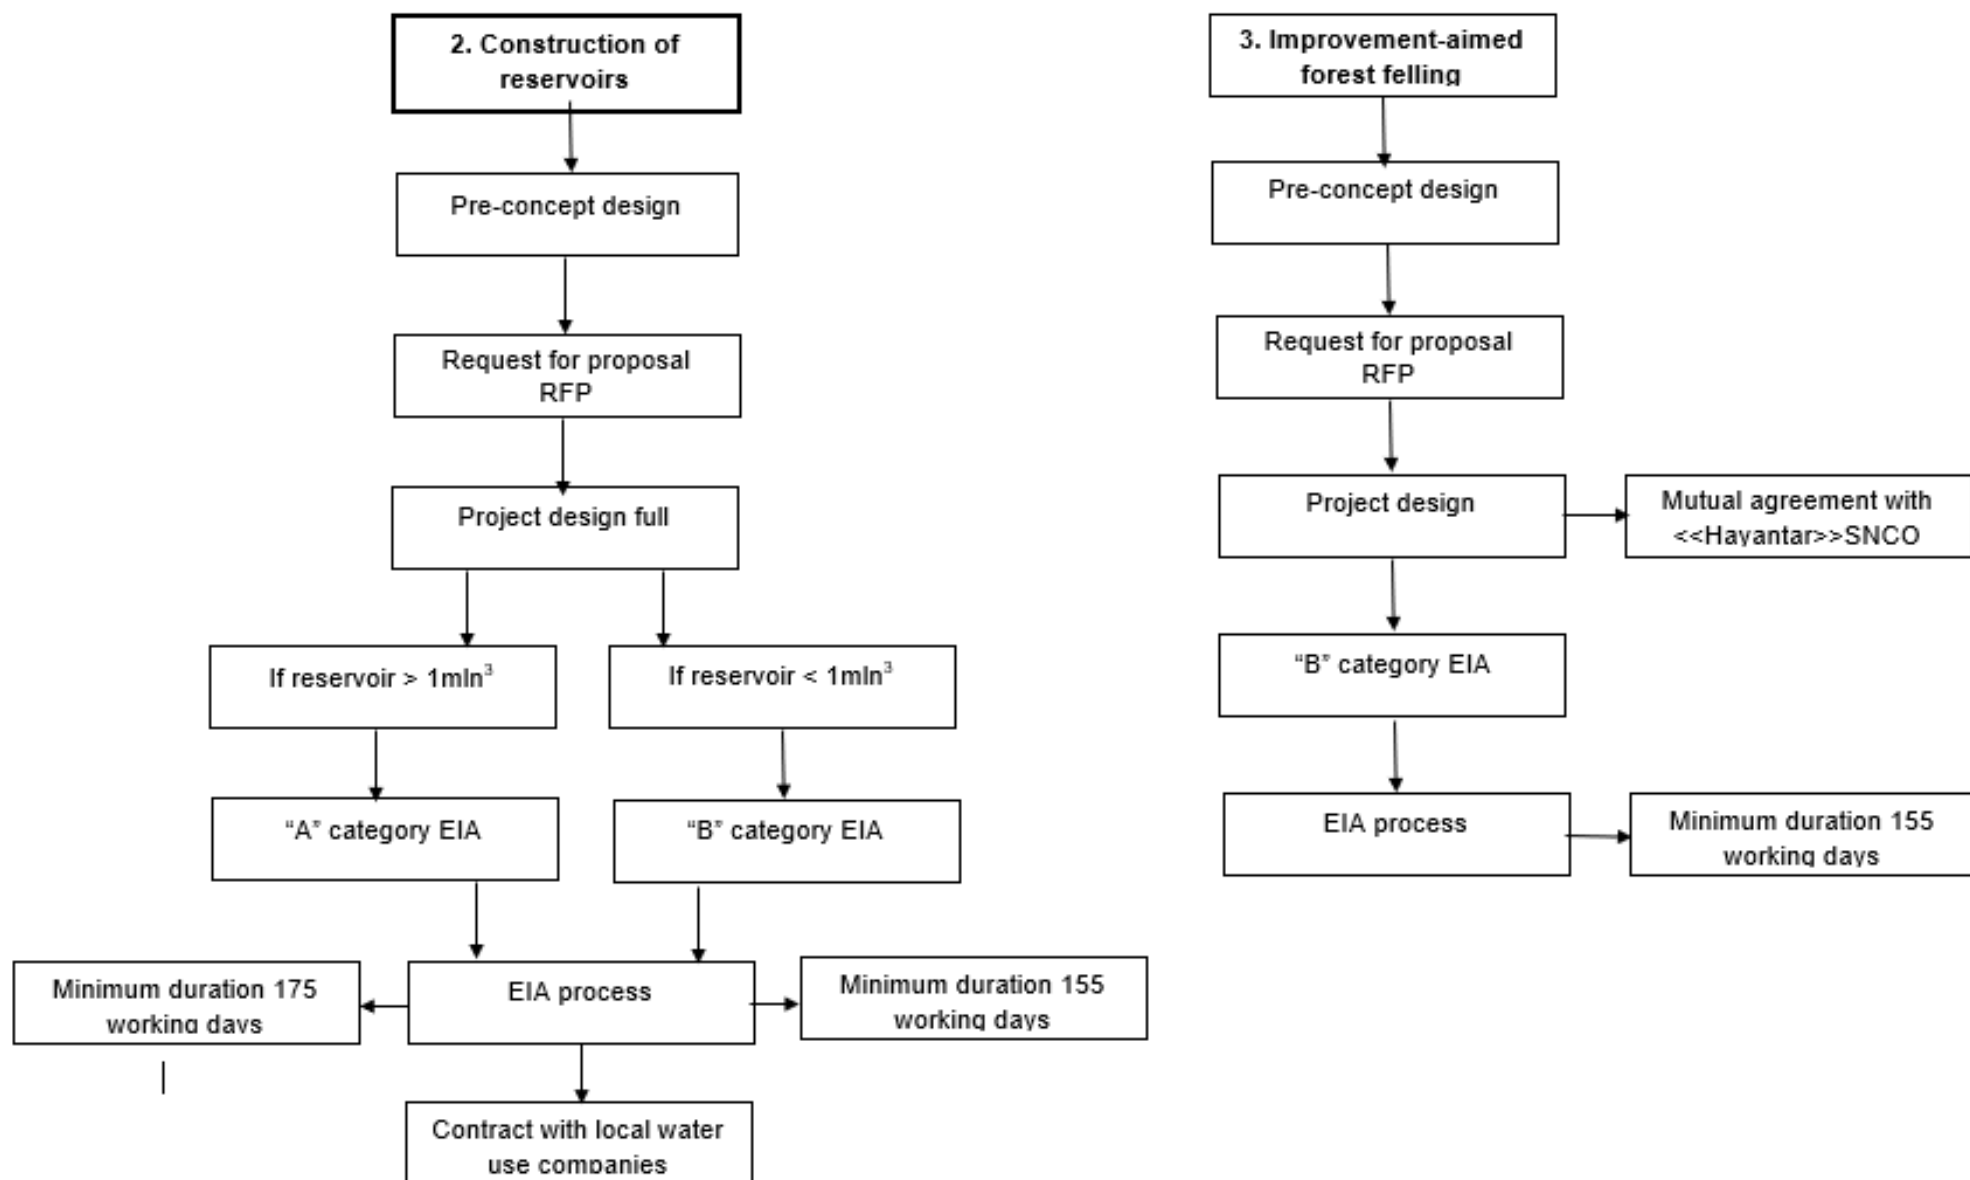 2. Construction of
reservoirs
Pre-concept design
Request for proposal
RFP
Project design full
If reservoir > 1mln³
If reservoir < 1mln³
“A” category EIA
“B” category EIA
Minimum duration 175
working days
EIA process
Minimum duration 155
working days
Contract with local water
use companies
3. Improvement-aimed
forest felling
Pre-concept design
Request for proposal
RFP
Project design
Mutual agreement with
<<Hayantar>>SNCO
“B” category EIA
EIA process
Minimum duration 155
working days